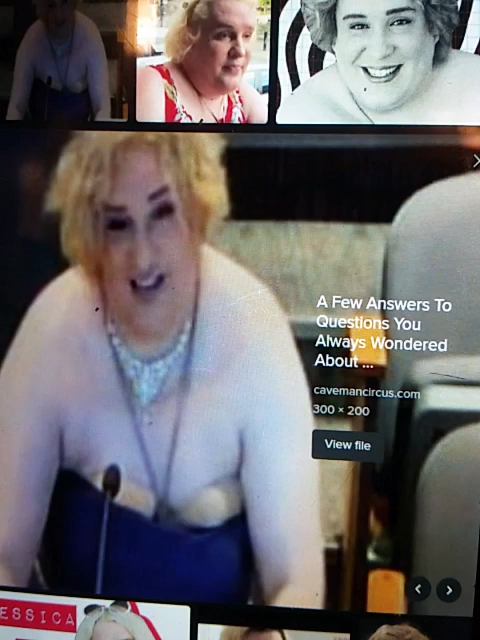 A Few Answers To
Questions You
Always Wondered
About ...
cavemancircus.com
300 × 200
View file
ESSICA